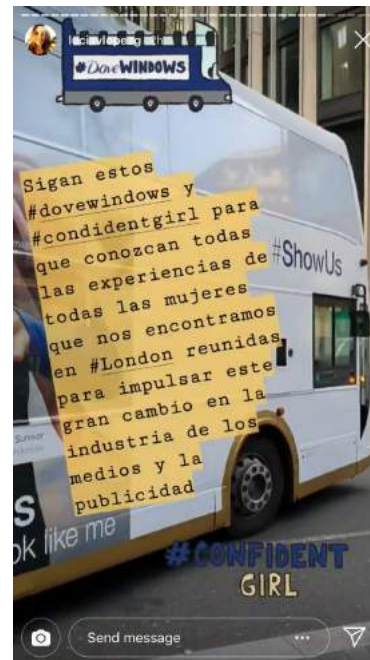 #DoveWINDOWS
Sigan estos
#dovewindows y
#condidentgirl para
que conozcan todas
las experiencias de
todas las mujeres
que nos encontramos
en #London reunidas
para impulsar este
gran cambio en la
industria de los
medios y la
publicidad
#ShowUs
like me
#CONFIDENT
GIRL
Send message